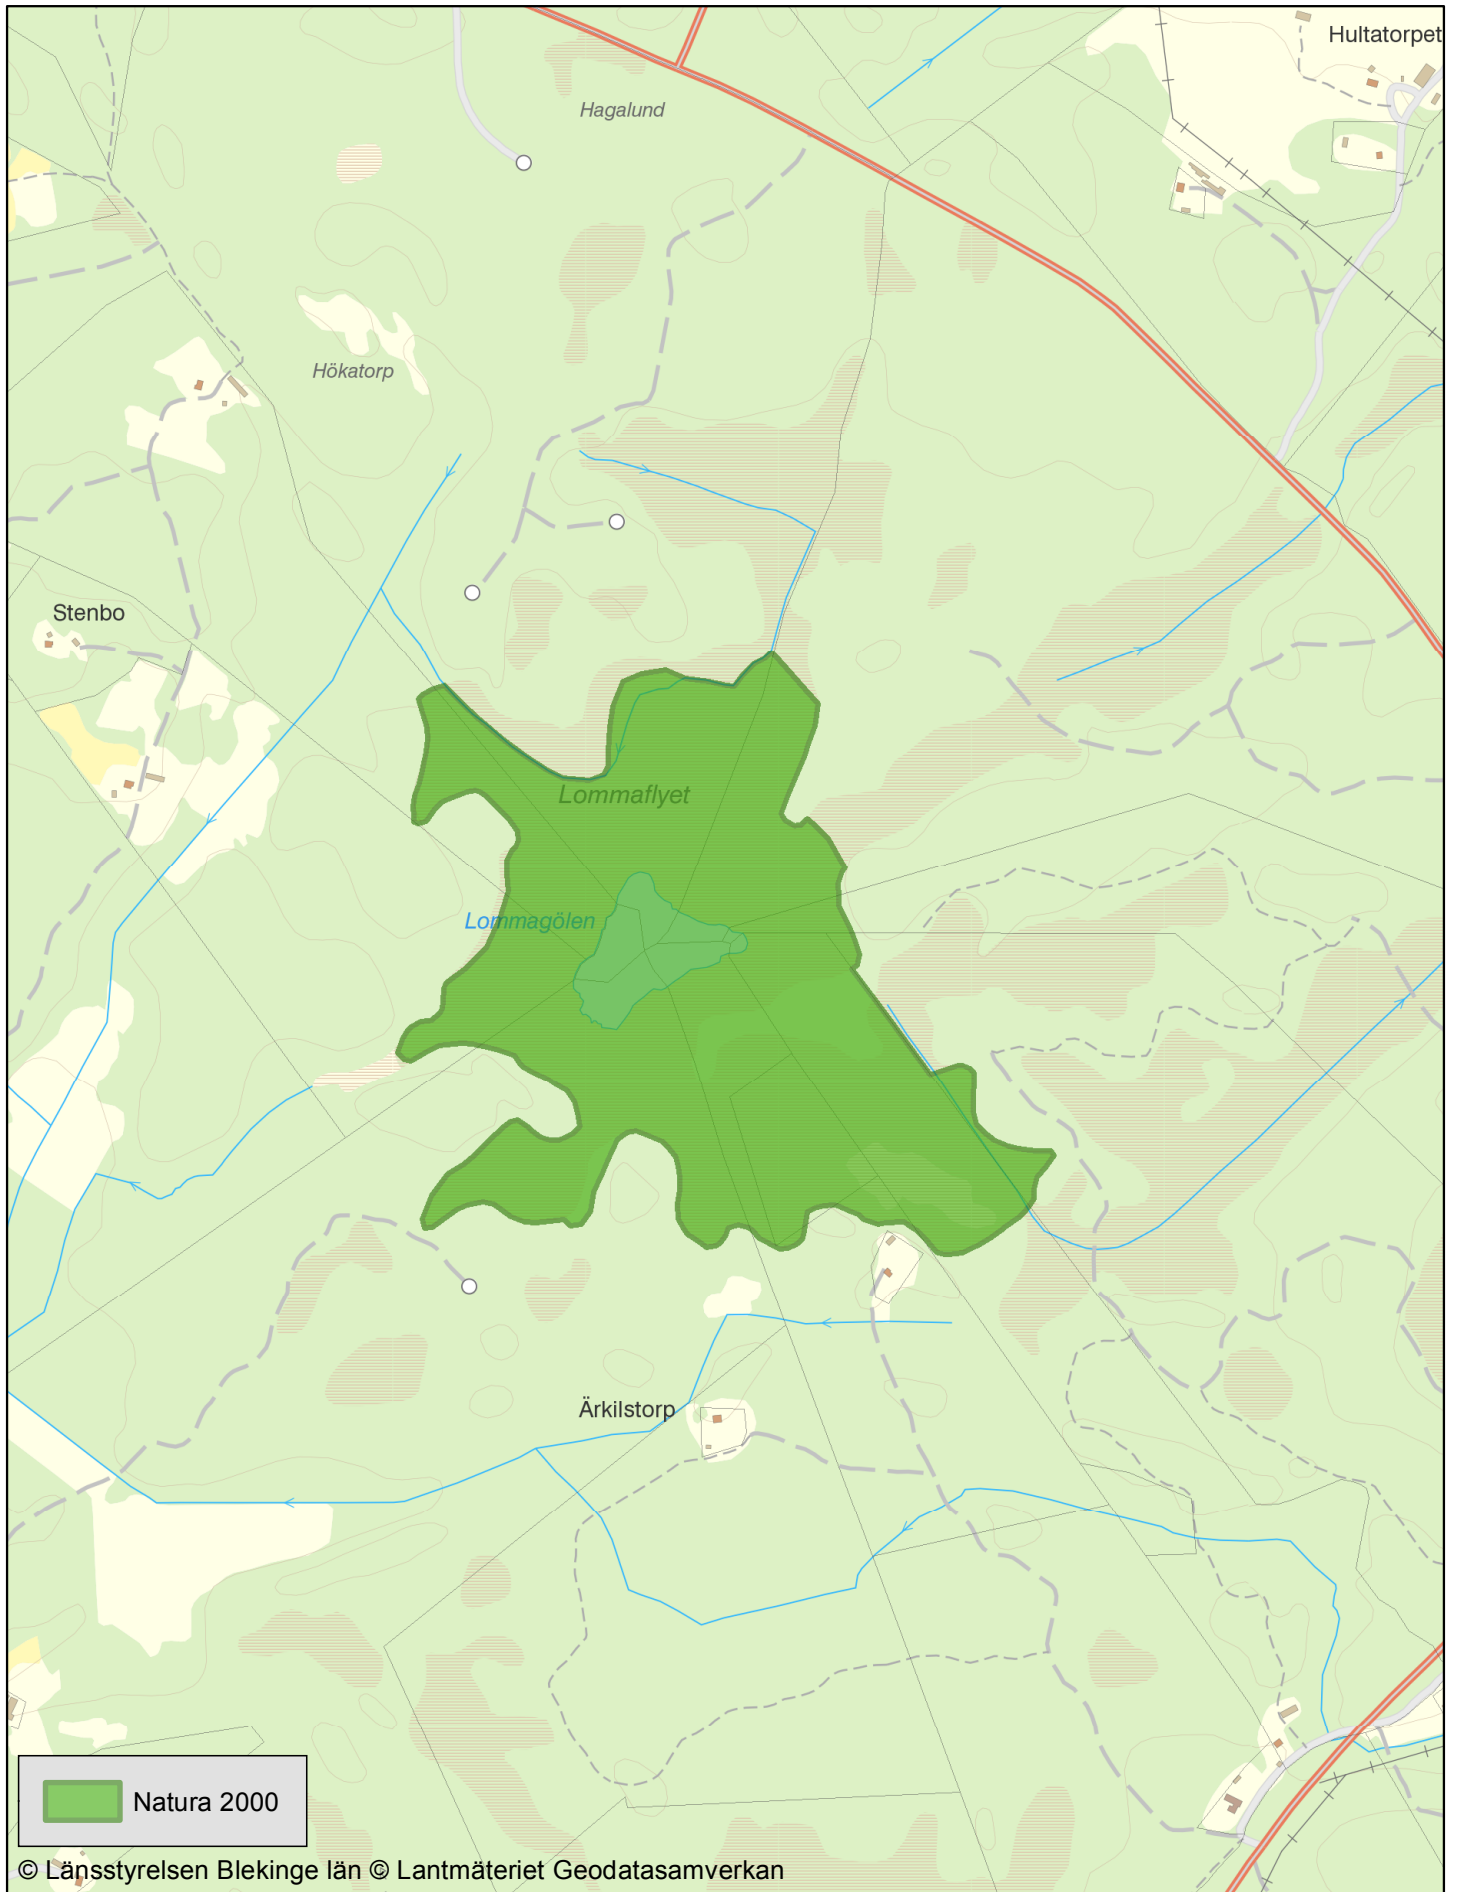 Hultatorpet
Hagalund
Hökatorp
Stenbo
Lommaflyet
Lommagölen
Ärkilstorp
Natura 2000
© Länsstyrelsen Blekinge län © Lantmäteriet Geodatasamverkan